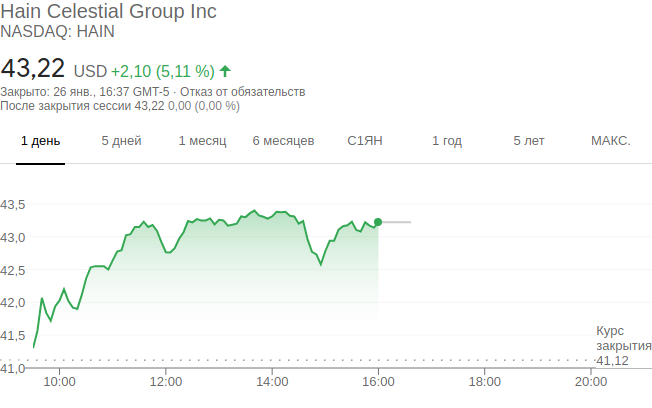 Hain Celestial Group Inc
NASDAQ: HAIN
43,22 USD +2,10 (5,11 %)
Закрыто: 26 янв., 16:37 GMT-5 · Отказ от обязательств
После закрытия сессии 43,22 0,00 (0,00 %)
1 день 5 дней 1 месяц 6 месяцев С1ЯН 1 год 5 лет МАКС.
43,5
43,0
42,5
42,0
41,5
41,0
Курс
закрытия
41,12
10:00 12:00 14:00 16:00 18:00 20:00